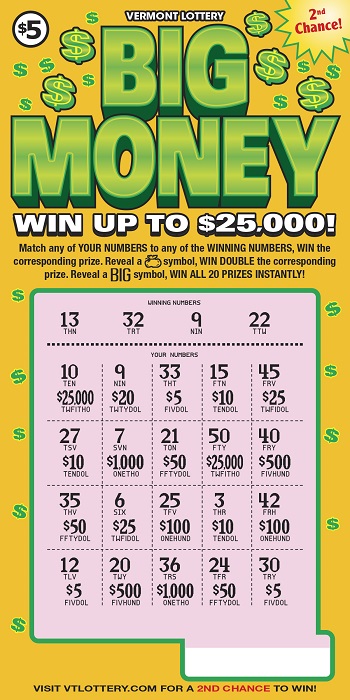 VERMONT LOTTERY
$5
2nd
Chance!
BIG
MONEY
WIN UP TO $25,000!
Match any of YOUR NUMBERS to any of the WINNING NUMBERS, WIN the
corresponding prize. Reveal a symbol, WIN DOUBLE the corresponding
prize. Reveal a BIG symbol, WIN ALL 20 PRIZES INSTANTLY!
WINNING NUMBERS
13 32 9 22
THN TRT NIN TTW
YOUR NUMBERS
10 9 33 15 45
TEN NIN THT FTN FRV
$25,000 $20 $5 $10 $25
TWFITHO TWTYDOL FIVDOL TENDOL TWFIDOL
27 7 21 50 40
TSV SVN TON FTY FRY
$10 $1,000 $50 $25,000 $500
TENDOL ONETHO FFTYDOL TWFITHO FIVHUND
35 6 25 3 42
THV SIX TFV THR FRH
$50 $25 $100 $10 $100
FFTYDOL TWFIDOL ONEHUND TENDOL ONEHUND
12 20 36 24 30
TLV TWY TRS TFR TRY
$5 $500 $1,000 $50 $5
FIVDOL FIVHUND ONETHO FFTYDOL FIVDOL
VISIT VTLOTTERY.COM FOR A 2ND CHANCE TO WIN!